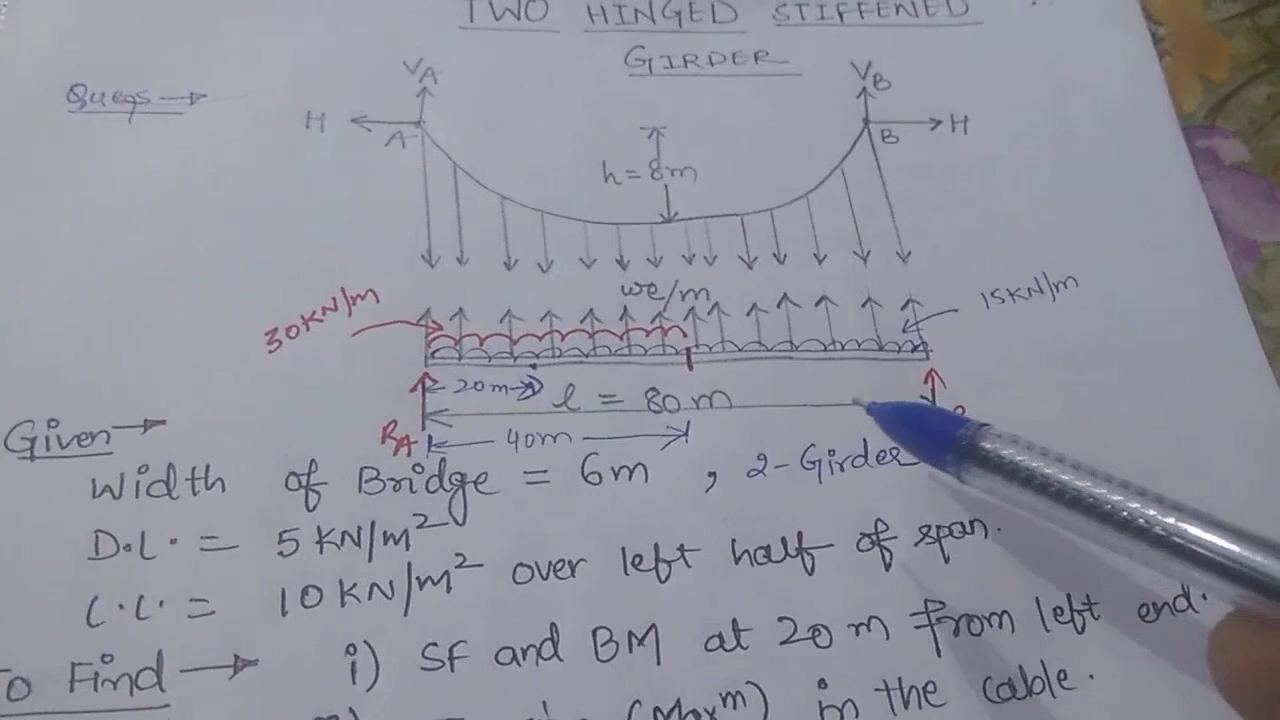 TWO HINGED STIFFENED
GIRDER
Queqs →
VA
VB
H
A
B
H
h = 8m
we/m
30KN/m
15KN/m
20m
l = 80m
RA
40m
Given →
Width of Bridge = 6m , 2-Girder
D.L. = 5 KN/m²
L.L. = 10 KN/m² over left half of span.
To Find → i) SF and BM at 20 m from left end.
(Maxᵐ) in the cable.